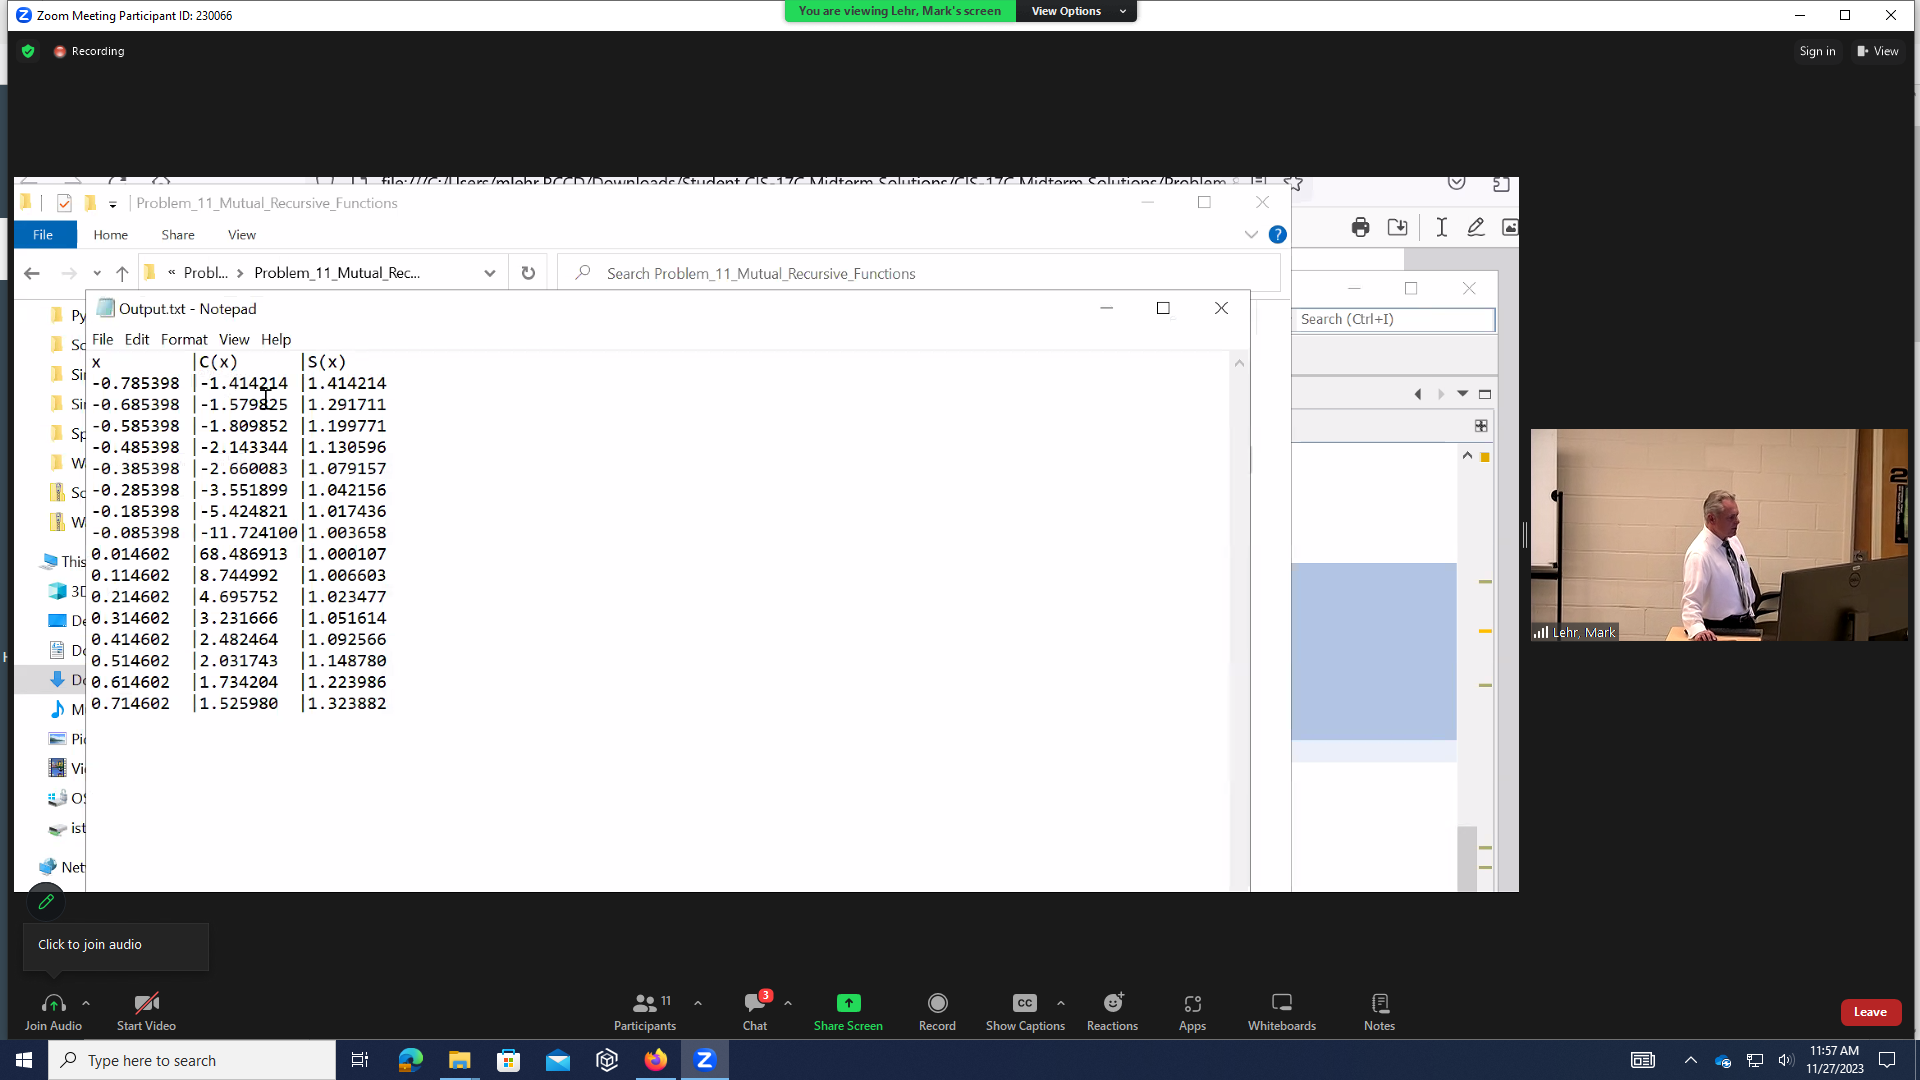 Zoom Meeting Participant ID: 230066
You are viewing Lehr, Mark's screen
View Options
Recording
Sign in
View
file:///C:/Users/mlehr.RCCD/Downloads/Student CIS-17C Midterm Solutions/CIS-17C Midterm Solutions/Problem
Problem_11_Mutual_Recursive_Functions
File Home Share View
« Probl... > Problem_11_Mutual_Rec...
Search Problem_11_Mutual_Recursive_Functions
Search (Ctrl+I)
Output.txt - Notepad
File Edit Format View Help
x |C(x) |S(x)
-0.785398 |-1.414214 |1.414214
-0.685398 |-1.579825 |1.291711
-0.585398 |-1.809852 |1.199771
-0.485398 |-2.143344 |1.130596
-0.385398 |-2.660083 |1.079157
-0.285398 |-3.551899 |1.042156
-0.185398 |-5.424821 |1.017436
-0.085398 |-11.724100|1.003658
0.014602 |68.486913 |1.000107
0.114602 |8.744992 |1.006603
0.214602 |4.695752 |1.023477
0.314602 |3.231666 |1.051614
0.414602 |2.482464 |1.092566
0.514602 |2.031743 |1.148780
0.614602 |1.734204 |1.223986
0.714602 |1.525980 |1.323882
Py
Sc
Sin
Sin
Sp
W
Sc
W
This
3D
De
Do
Do
M
Pic
Vi
OS
ist
Net
Lehr, Mark
Click to join audio
Join Audio
Start Video
Participants
11
Chat
3
Share Screen
Record
CC
Show Captions
Reactions
Apps
Whiteboards
Notes
Leave
Type here to search
11:57 AM
11/27/2023